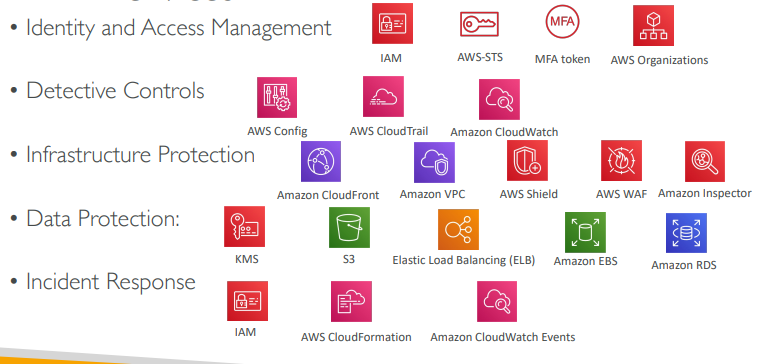 • Identity and Access Management
MFA
IAM
AWS-STS
MFA token
AWS Organizations
• Detective Controls
AWS Config
AWS CloudTrail
Amazon CloudWatch
• Infrastructure Protection
Amazon CloudFront
Amazon VPC
AWS Shield
AWS WAF
Amazon Inspector
• Data Protection:
KMS
S3
Elastic Load Balancing (ELB)
Amazon EBS
Amazon RDS
• Incident Response
IAM
AWS CloudFormation
Amazon CloudWatch Events